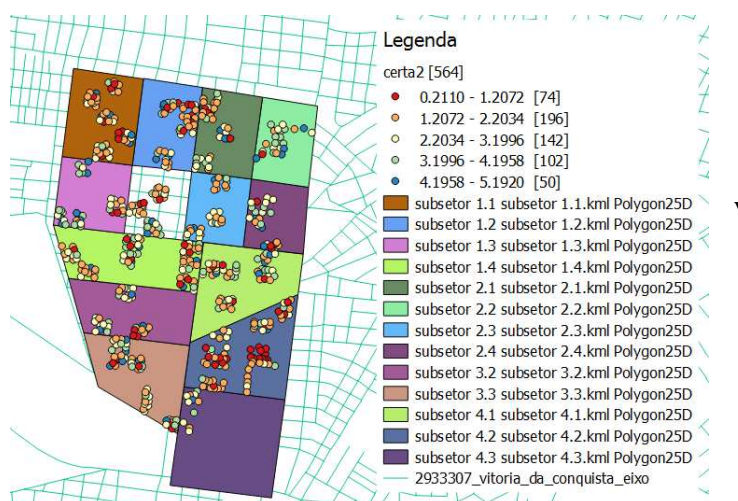 Legenda
certa2 [564]
0.2110 - 1.2072 [74]
1.2072 - 2.2034 [196]
2.2034 - 3.1996 [142]
3.1996 - 4.1958 [102]
4.1958 - 5.1920 [50]
subsetor 1.1 subsetor 1.1.kml Polygon25D
subsetor 1.2 subsetor 1.2.kml Polygon25D
subsetor 1.3 subsetor 1.3.kml Polygon25D
subsetor 1.4 subsetor 1.4.kml Polygon25D
subsetor 2.1 subsetor 2.1.kml Polygon25D
subsetor 2.2 subsetor 2.2.kml Polygon25D
subsetor 2.3 subsetor 2.3.kml Polygon25D
subsetor 2.4 subsetor 2.4.kml Polygon25D
subsetor 3.2 subsetor 3.2.kml Polygon25D
subsetor 3.3 subsetor 3.3.kml Polygon25D
subsetor 4.1 subsetor 4.1.kml Polygon25D
subsetor 4.2 subsetor 4.2.kml Polygon25D
subsetor 4.3 subsetor 4.3.kml Polygon25D
2933307_vitoria_da_conquista_eixo